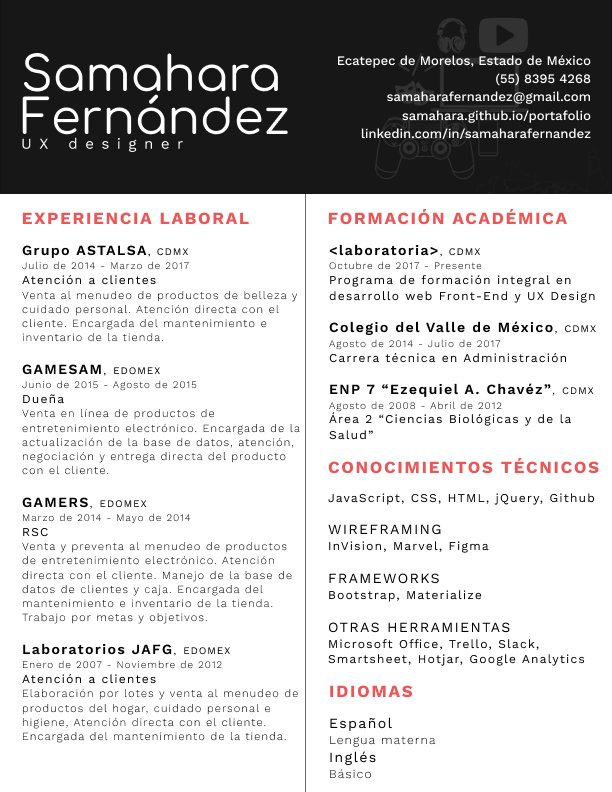 Samahara
Fernández
UX designer
Ecatepec de Morelos, Estado de México
(55) 8395 4268
samaharafernandez@gmail.com
samahara.github.io/portafolio
linkedin.com/in/samaharafernandez
EXPERIENCIA LABORAL
Grupo ASTALSA, CDMX
Julio de 2014 - Marzo de 2017
Atención a clientes
Venta al menudeo de productos de belleza y
cuidado personal. Atención directa con el
cliente. Encargada del mantenimiento e
inventario de la tienda.
GAMESAM, EDOMEX
Junio de 2015 - Agosto de 2015
Dueña
Venta en línea de productos de
entretenimiento electrónico. Encargada de la
actualización de la base de datos, atención,
negociación y entrega directa del producto
con el cliente.
GAMERS, EDOMEX
Marzo de 2014 - Mayo de 2014
RSC
Venta y preventa al menudeo de productos
de entretenimiento electrónico. Atención
directa con el cliente. Manejo de la base de
datos de clientes y caja. Encargada del
mantenimiento e inventario de la tienda.
Trabajo por metas y objetivos.
Laboratorios JAFG, EDOMEX
Enero de 2007 - Noviembre de 2012
Atención a clientes
Elaboración por lotes y venta al menudeo de
productos del hogar, cuidado personal e
higiene, Atención directa con el cliente.
Encargada del mantenimiento de la tienda.
FORMACIÓN ACADÉMICA
<laboratoria>, CDMX
Octubre de 2017 - Presente
Programa de formación integral en
desarrollo web Front-End y UX Design
Colegio del Valle de México, CDMX
Agosto de 2014 - Julio de 2017
Carrera técnica en Administración
ENP 7 “Ezequiel A. Chavéz”, CDMX
Agosto de 2008 - Abril de 2012
Área 2 “Ciencias Biológicas y de la
Salud”
CONOCIMIENTOS TÉCNICOS
JavaScript, CSS, HTML, jQuery, Github
WIREFRAMING
InVision, Marvel, Figma
FRAMEWORKS
Bootstrap, Materialize
OTRAS HERRAMIENTAS
Microsoft Office, Trello, Slack,
Smartsheet, Hotjar, Google Analytics
IDIOMAS
Español
Lengua materna
Inglés
Básico